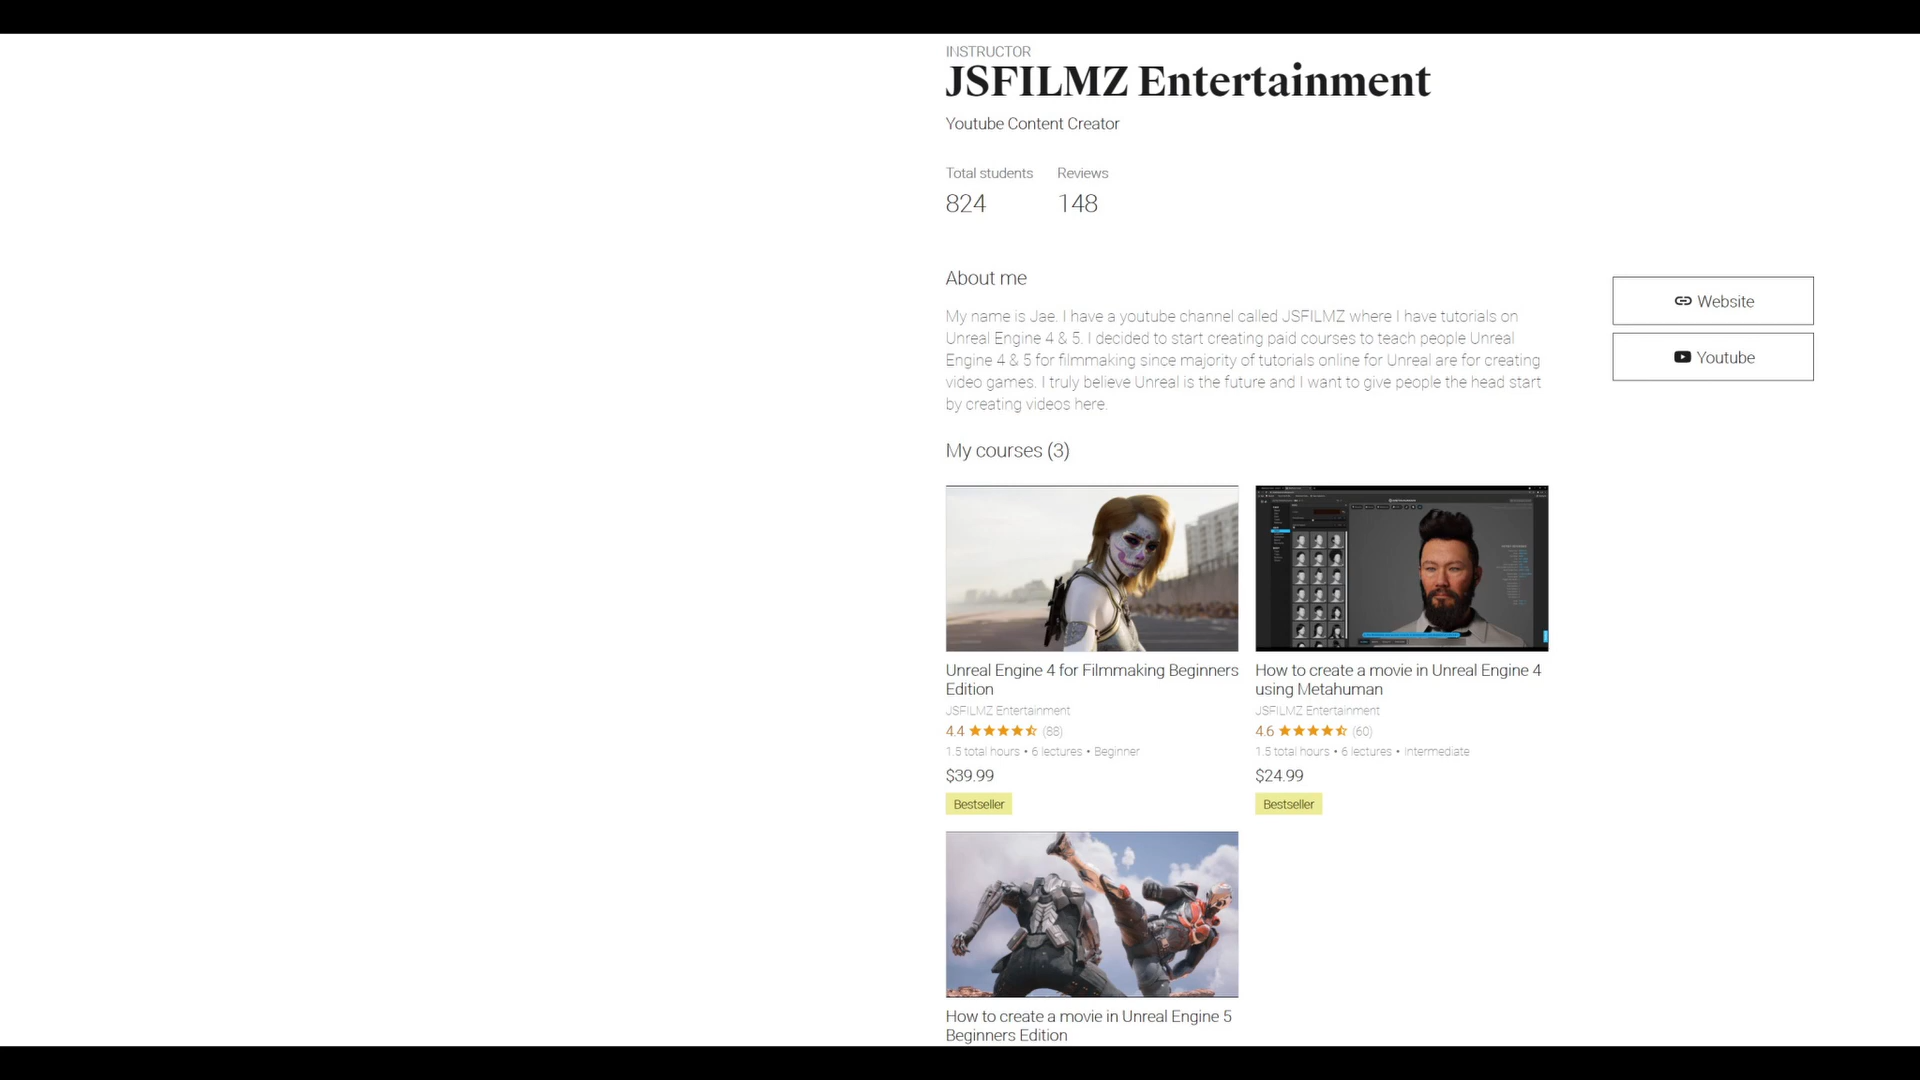 INSTRUCTOR
JSFILMZ Entertainment
Youtube Content Creator
Total students Reviews
824 148
About me
My name is Jae. I have a youtube channel called JSFILMZ where I have tutorials on
Unreal Engine 4 & 5. I decided to start creating paid courses to teach people Unreal
Engine 4 & 5 for filmmaking since majority of tutorials online for Unreal are for creating
video games. I truly believe Unreal is the future and I want to give people the head start
by creating videos here.
Website
Youtube
My courses (3)
Unreal Engine 4 for Filmmaking Beginners
Edition
JSFILMZ Entertainment
4.4 (88)
1.5 total hours • 6 lectures • Beginner
$39.99
Bestseller
How to create a movie in Unreal Engine 4
using Metahuman
JSFILMZ Entertainment
4.6 (60)
1.5 total hours • 6 lectures • Intermediate
$24.99
Bestseller
How to create a movie in Unreal Engine 5
Beginners Edition